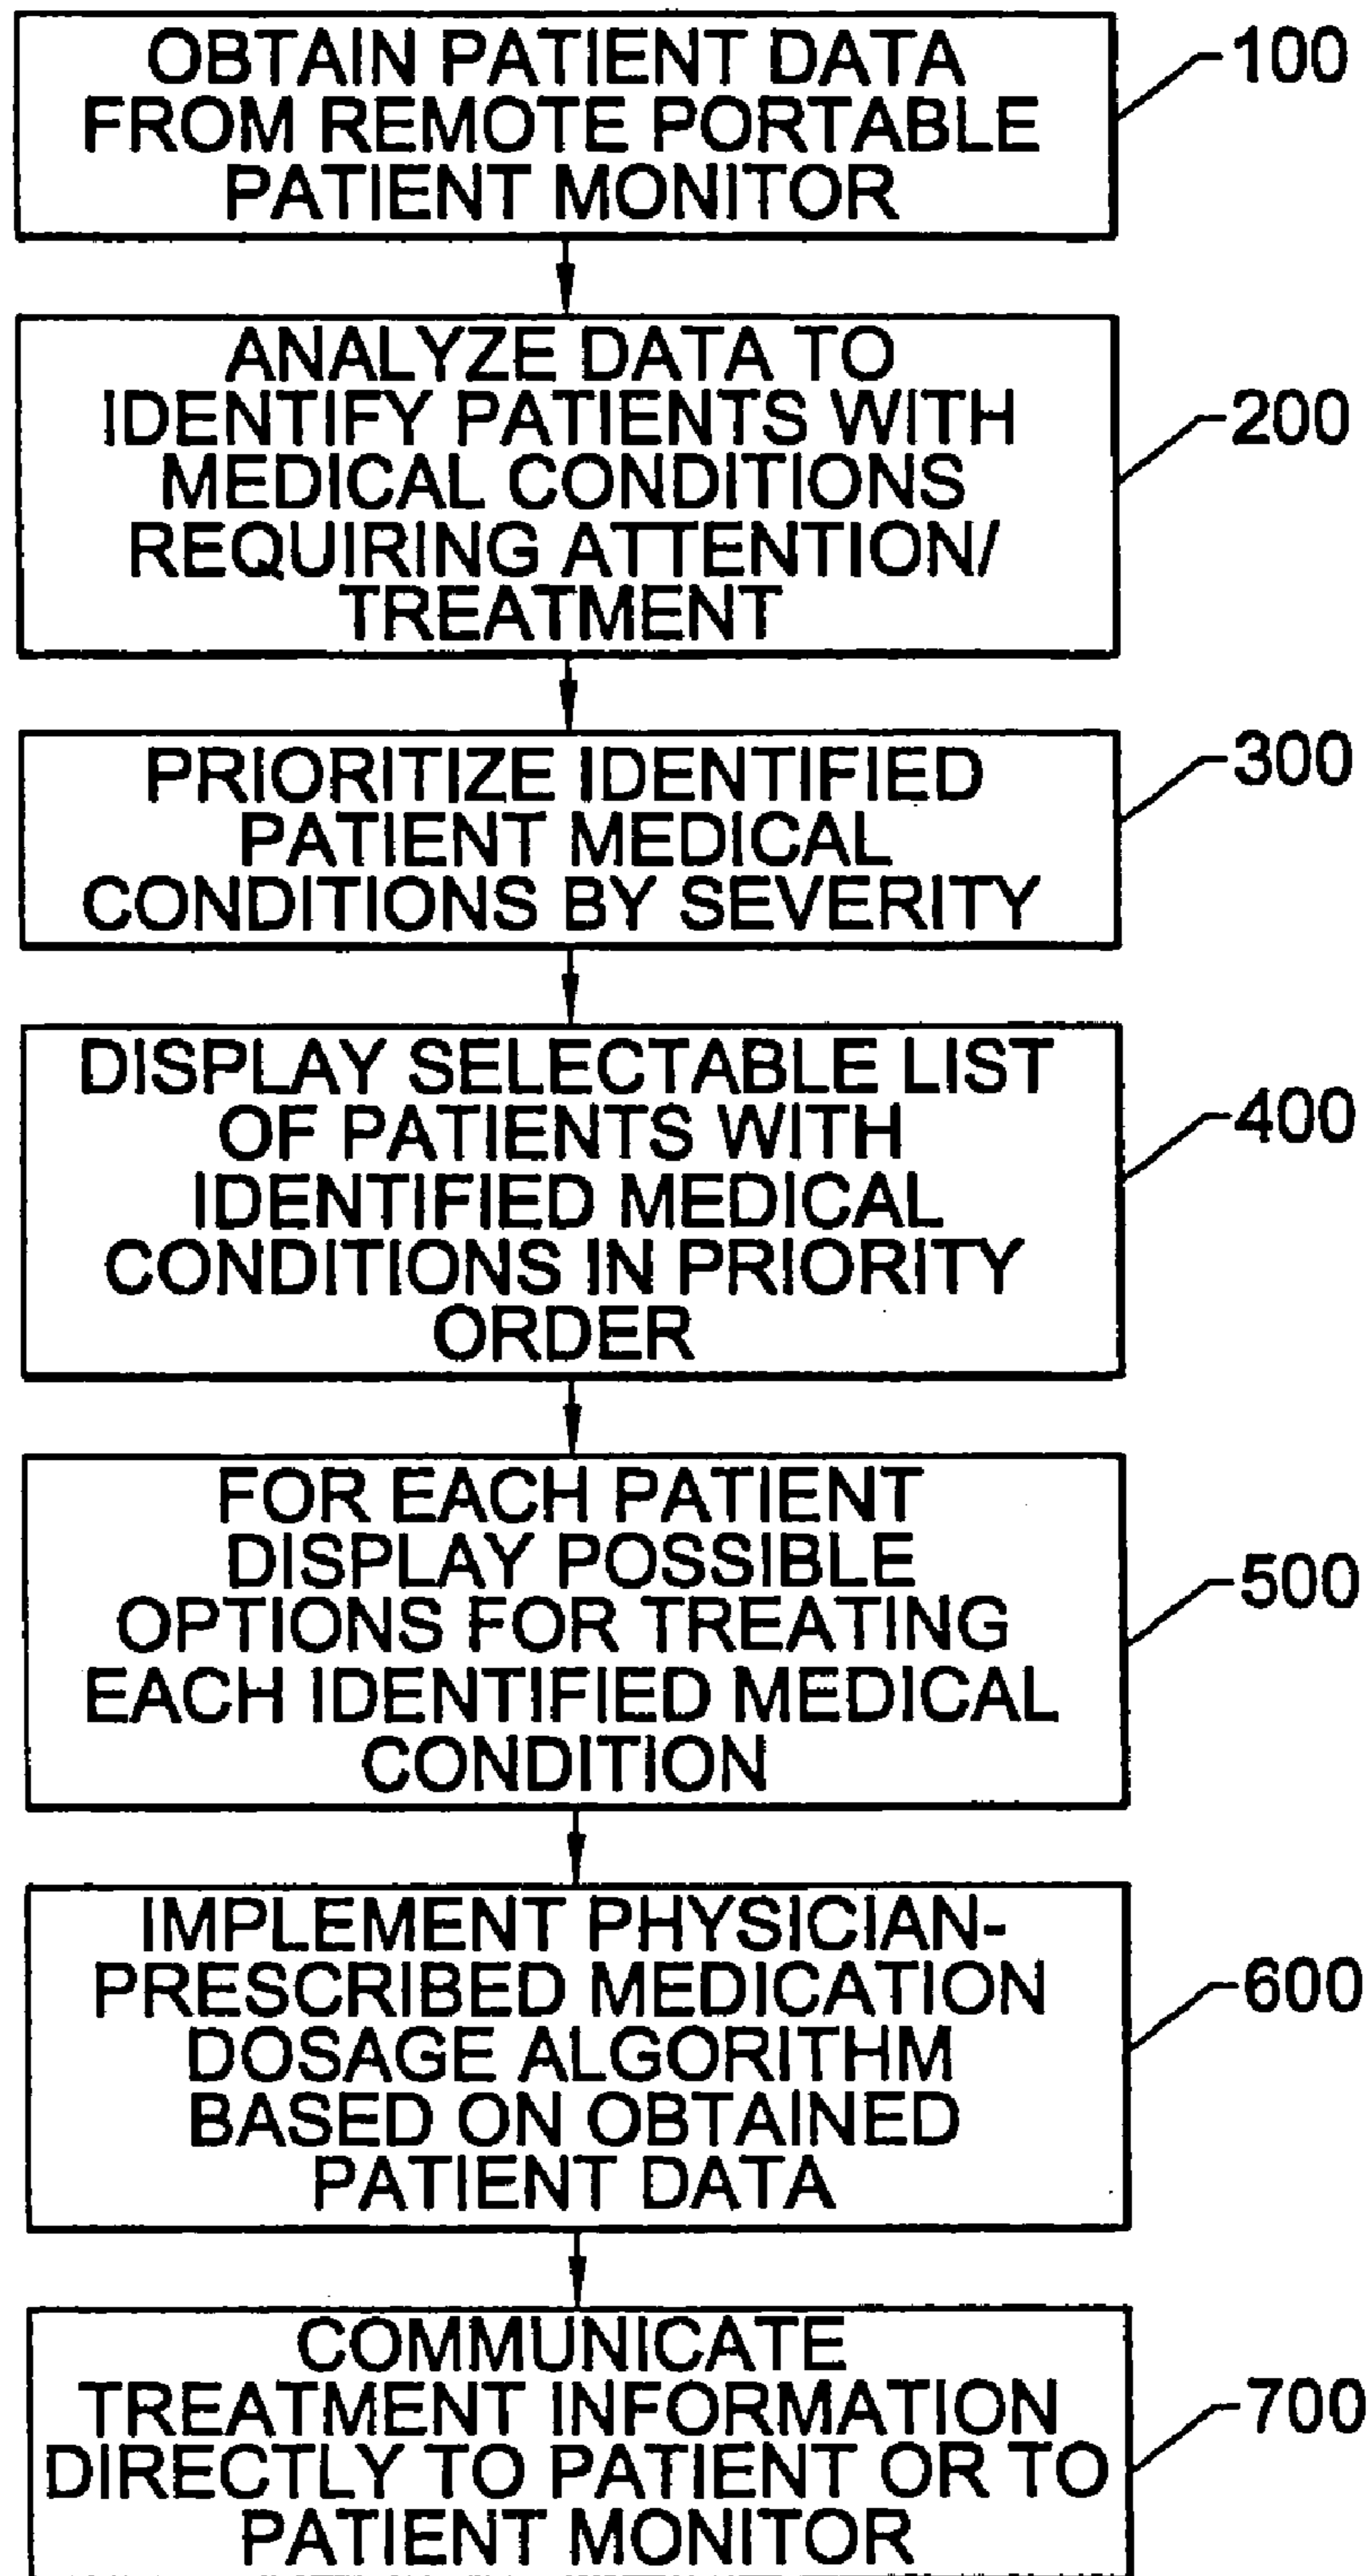 OBTAIN PATIENT DATA
FROM REMOTE PORTABLE
PATIENT MONITOR
100
ANALYZE DATA TO
IDENTIFY PATIENTS WITH
MEDICAL CONDITIONS
REQUIRING ATTENTION/
TREATMENT
200
PRIORITIZE IDENTIFIED
PATIENT MEDICAL
CONDITIONS BY SEVERITY
300
DISPLAY SELECTABLE LIST
OF PATIENTS WITH
IDENTIFIED MEDICAL
CONDITIONS IN PRIORITY
ORDER
400
FOR EACH PATIENT
DISPLAY POSSIBLE
OPTIONS FOR TREATING
EACH IDENTIFIED MEDICAL
CONDITION
500
IMPLEMENT PHYSICIAN-
PRESCRIBED MEDICATION
DOSAGE ALGORITHM
BASED ON OBTAINED
PATIENT DATA
600
COMMUNICATE
TREATMENT INFORMATION
DIRECTLY TO PATIENT OR TO
PATIENT MONITOR
700